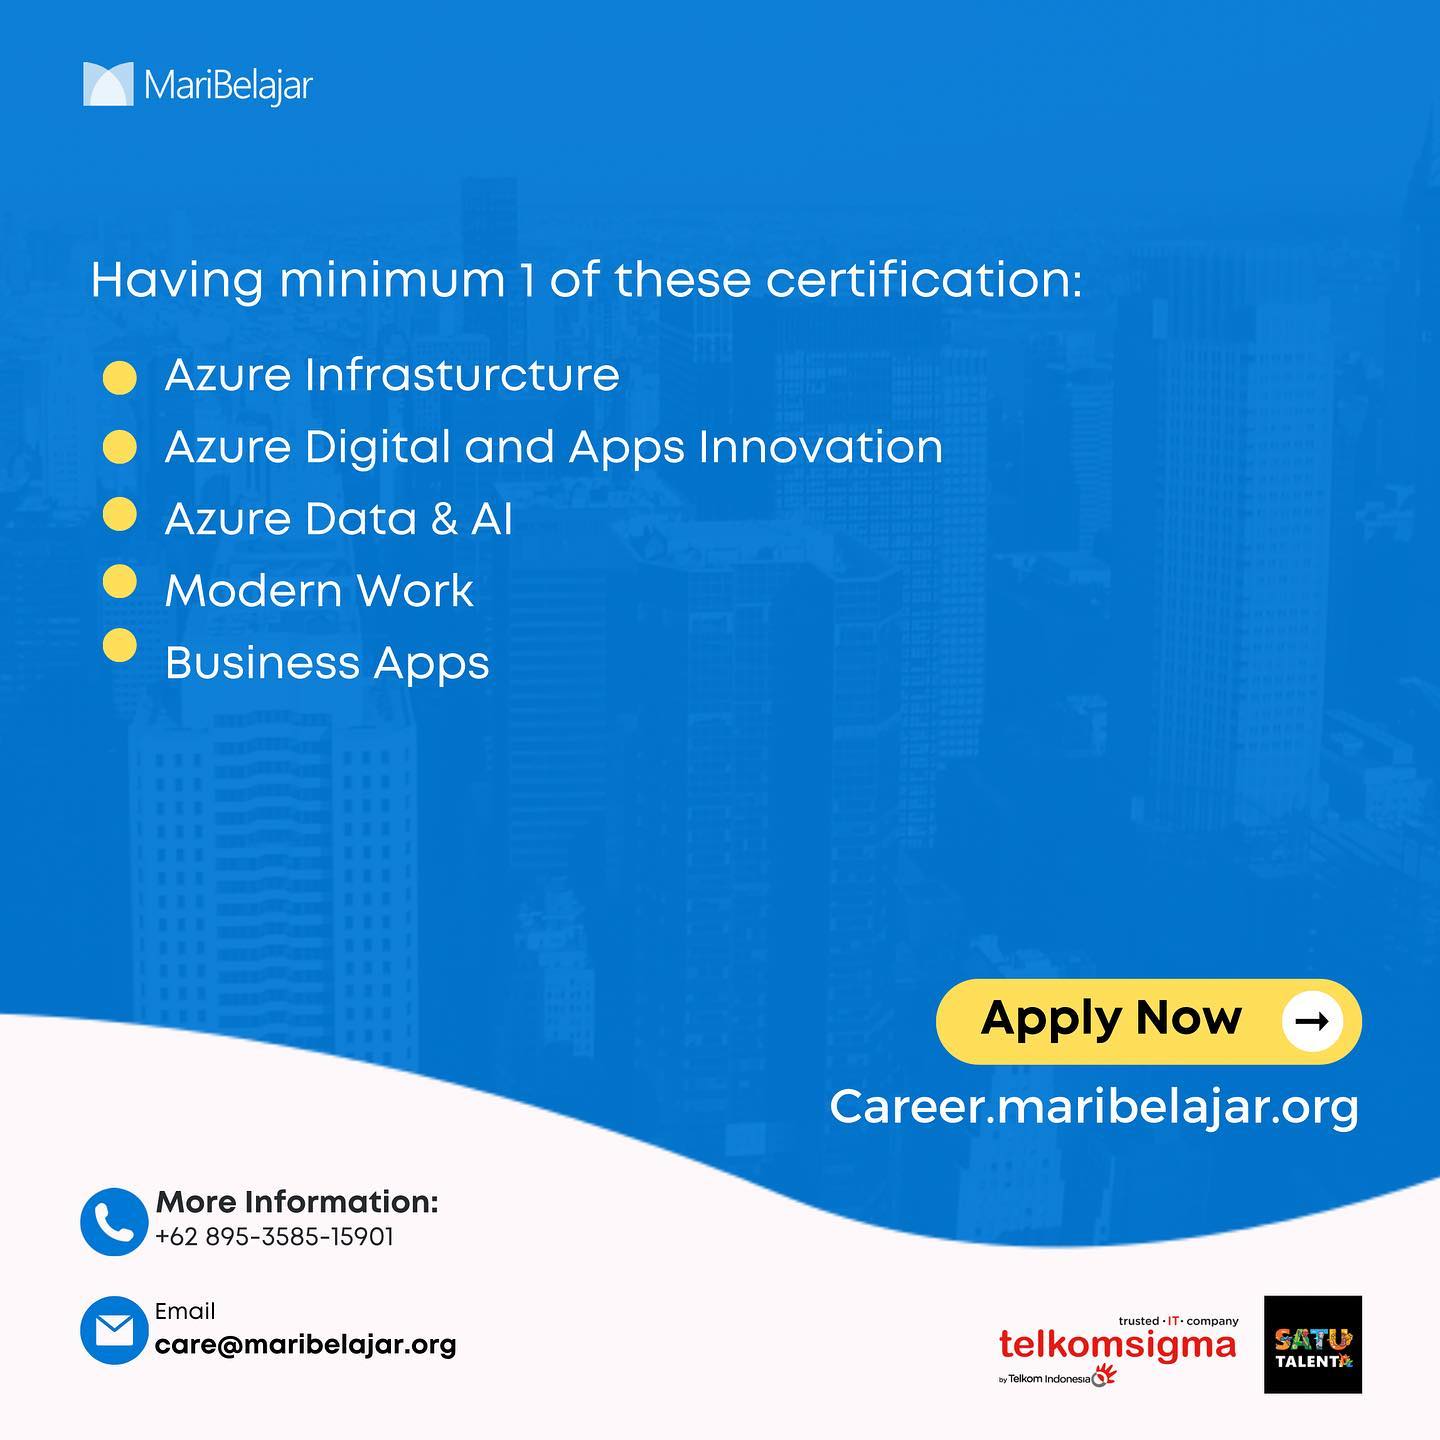 MariBelajar
Having minimum 1 of these certification:
Azure Infrasturcture
Azure Digital and Apps Innovation
Azure Data & AI
Modern Work
Business Apps
Apply Now
Career.maribelajar.org
More Information:
+62 895-3585-15901
Email
care@maribelajar.org
trusted · IT · company
telkomsigma
by Telkom Indonesia
SATU
TALENTA